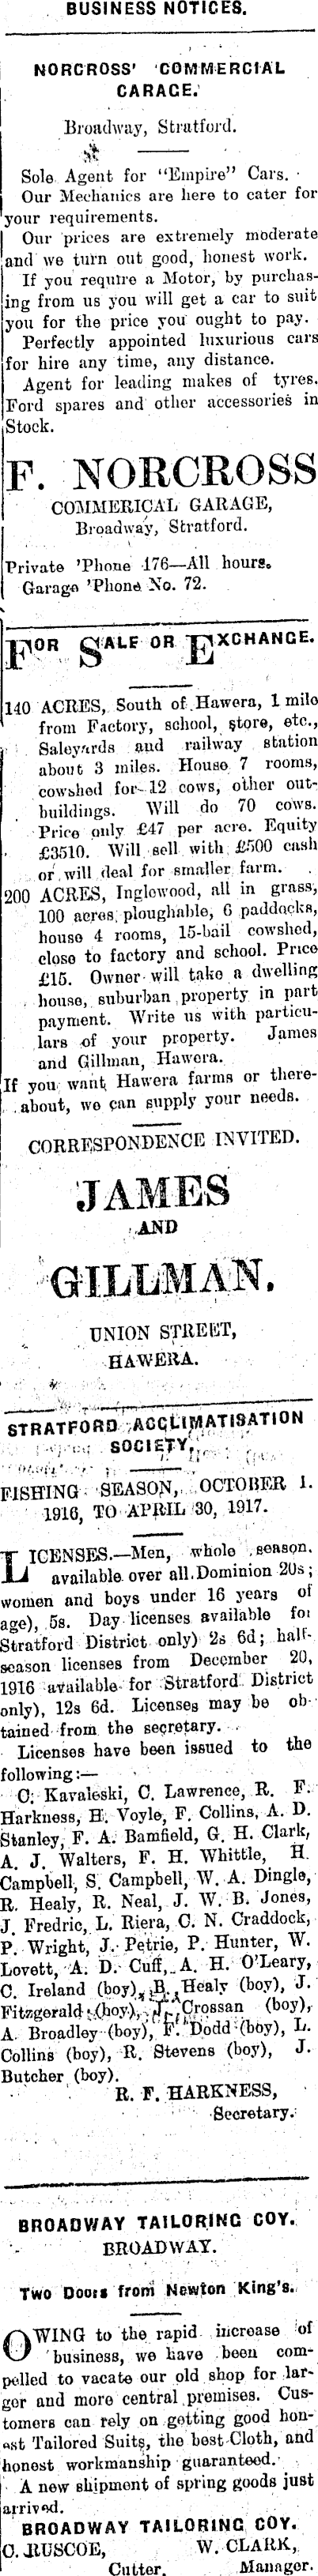 BUSINESS NOTICES.
NORCROSS' COMMERCIAL
GARAGE.
Broadway, Stratford.
Sole Agent for "Empire" Cars.
Our Mechanics are here to cater for
your requirements.
Our prices are extremely moderate
and we turn out good, honest work.
If you require a Motor, by purchas-
ing from us you will get a car to suit
you for the price you ought to pay.
Perfectly appointed luxurious cars
for hire any time, any distance.
Agent for leading makes of tyres.
Ford spares and other accessories in
Stock.
F. NORCROSS
COMMERICAL GARAGE,
Broadway, Stratford.
Private 'Phone 176—All hours.
Garage 'Phone No. 72.
FOR SALE OR EXCHANGE.
140 ACRES, South of Hawera, 1 mile
from Factory, school, store, etc.,
Saleyards and railway station
about 3 miles. House 7 rooms,
cowshed for 12 cows, other out-
buildings. Will do 70 cows.
Price only £47 per acre. Equity
£3510. Will sell with £500 cash
or will deal for smaller farm.
200 ACRES, Inglewood, all in grass,
100 acres ploughable, 6 paddocks,
house 4 rooms, 15-bail cowshed,
close to factory and school. Price
£15. Owner will take a dwelling
house, suburban property in part
payment. Write us with particu-
lars of your property. James
and Gillman, Hawera.
If you want Hawera farms or there-
about, we can supply your needs.
CORRESPONDENCE INVITED.
JAMES
AND
GILLMAN.
UNION STREET,
HAWERA.
STRATFORD ACCLIMATISATION
SOCIETY.
FISHING SEASON, OCTOBER 1.
1916, TO APRIL 30, 1917.
LICENSES.—Men, whole season.
available over all Dominion 20s;
women and boys under 16 years of
age), 5s. Day licenses available for
Stratford District only) 2s 6d; half-
season licenses from December 20,
1916 available for Stratford District
only), 12s 6d. Licenses may be ob-
tained from the secretary.
Licenses have been issued to the
following:—
C. Kavaleski, C. Lawrence, R. F.
Harkness, H. Voyle, F. Collins, A. D.
Stanley, F. A. Bamfield, G. H. Clark,
A. J. Walters, F. H. Whittle, H.
Campbell, S. Campbell, W. A. Dingle,
R. Healy, R. Neal, J. W. B. Jones,
J. Fredric, L. Riera, C. N. Craddock,
P. Wright, J. Petrie, P. Hunter, W.
Lovett, A. D. Cuff, A. H. O'Leary,
C. Ireland (boy), B. Healy (boy), J.
Fitzgerald (boy), J. Crossan (boy),
A. Broadley (boy), F. Dodd (boy), L.
Collins (boy), R. Stevens (boy), J.
Butcher (boy).
R. F. HARKNESS,
Secretary.
BROADWAY TAILORING COY.
BROADWAY.
Two Doors from Newton King's.
OWING to the rapid increase of
business, we have been com-
pelled to vacate our old shop for lar-
ger and more central premises. Cus-
tomers can rely on getting good hon-
est Tailored Suits, the best Cloth, and
honest workmanship guaranteed.
A new shipment of spring goods just
arrived.
BROADWAY TAILORING COY.
C. RUSCOE, W. CLARK,
Cutter. Manager.